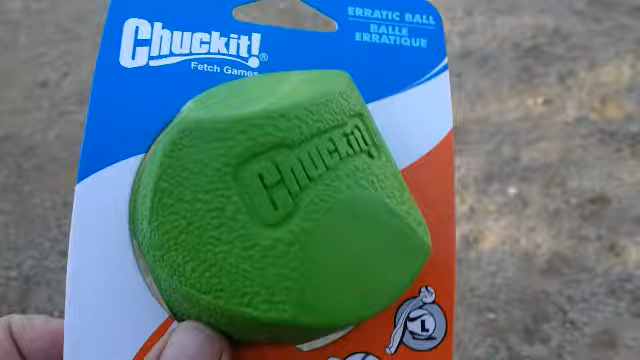 Chuckit!®
Fetch Games
ERRATIC BALL
BALLE
ERRATIQUE
Chuckit!
L